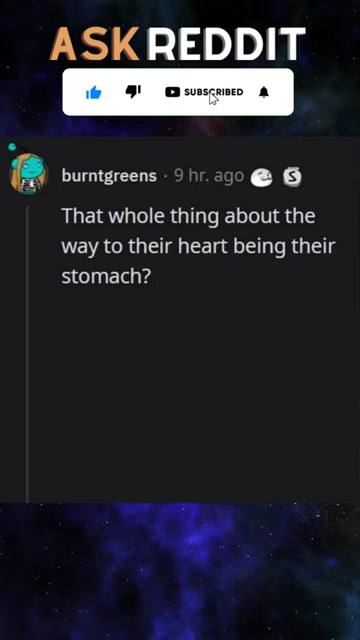 ASK REDDIT
SUBSCRIBED
burntgreens · 9 hr. ago
That whole thing about the
way to their heart being their
stomach?